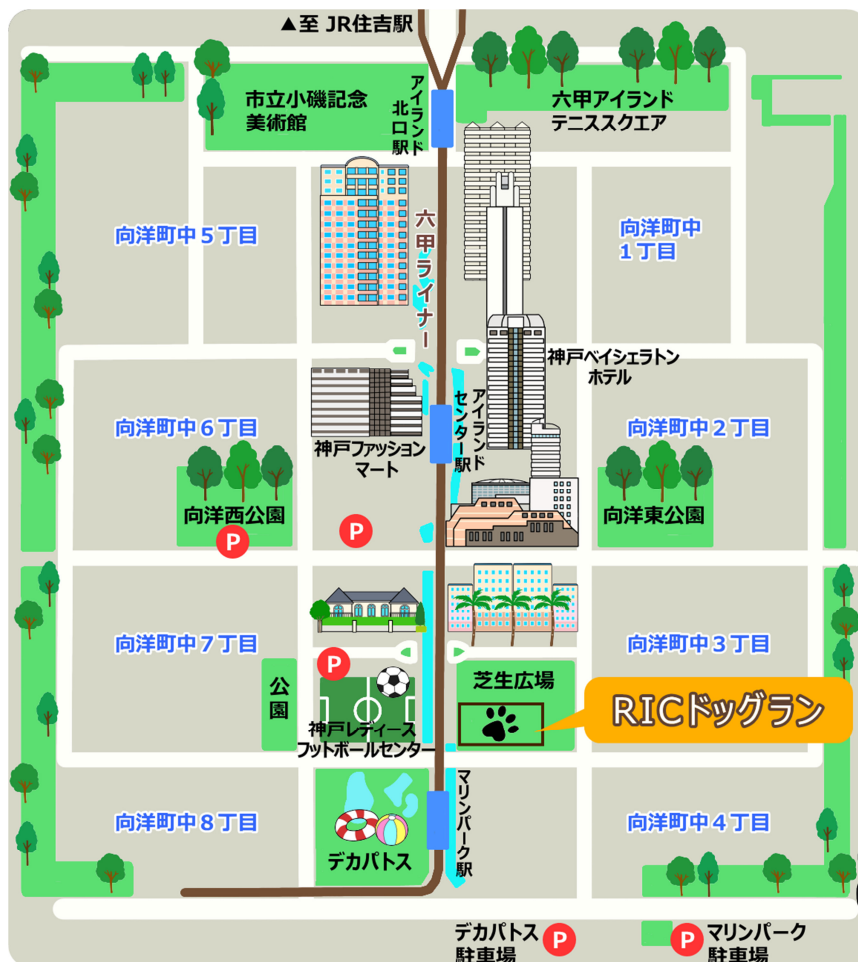 ▲至 JR住吉駅
市立小磯記念
美術館
アイランド
北口駅
六甲アイランド
テニススクエア
向洋町中5丁目
六甲ライナー
向洋町中
1丁目
神戸ベイシェラトン
ホテル
向洋町中6丁目
神戸ファッション
マート
アイランド
センター駅
向洋町中2丁目
向洋西公園
P
P
向洋東公園
向洋町中7丁目
向洋町中3丁目
P
公園
神戸レディース
フットボールセンター
芝生広場
RICドッグラン
向洋町中8丁目
デカパトス
マリンパーク駅
向洋町中4丁目
デカパトス
駐車場
P
P
マリンパーク
駐車場